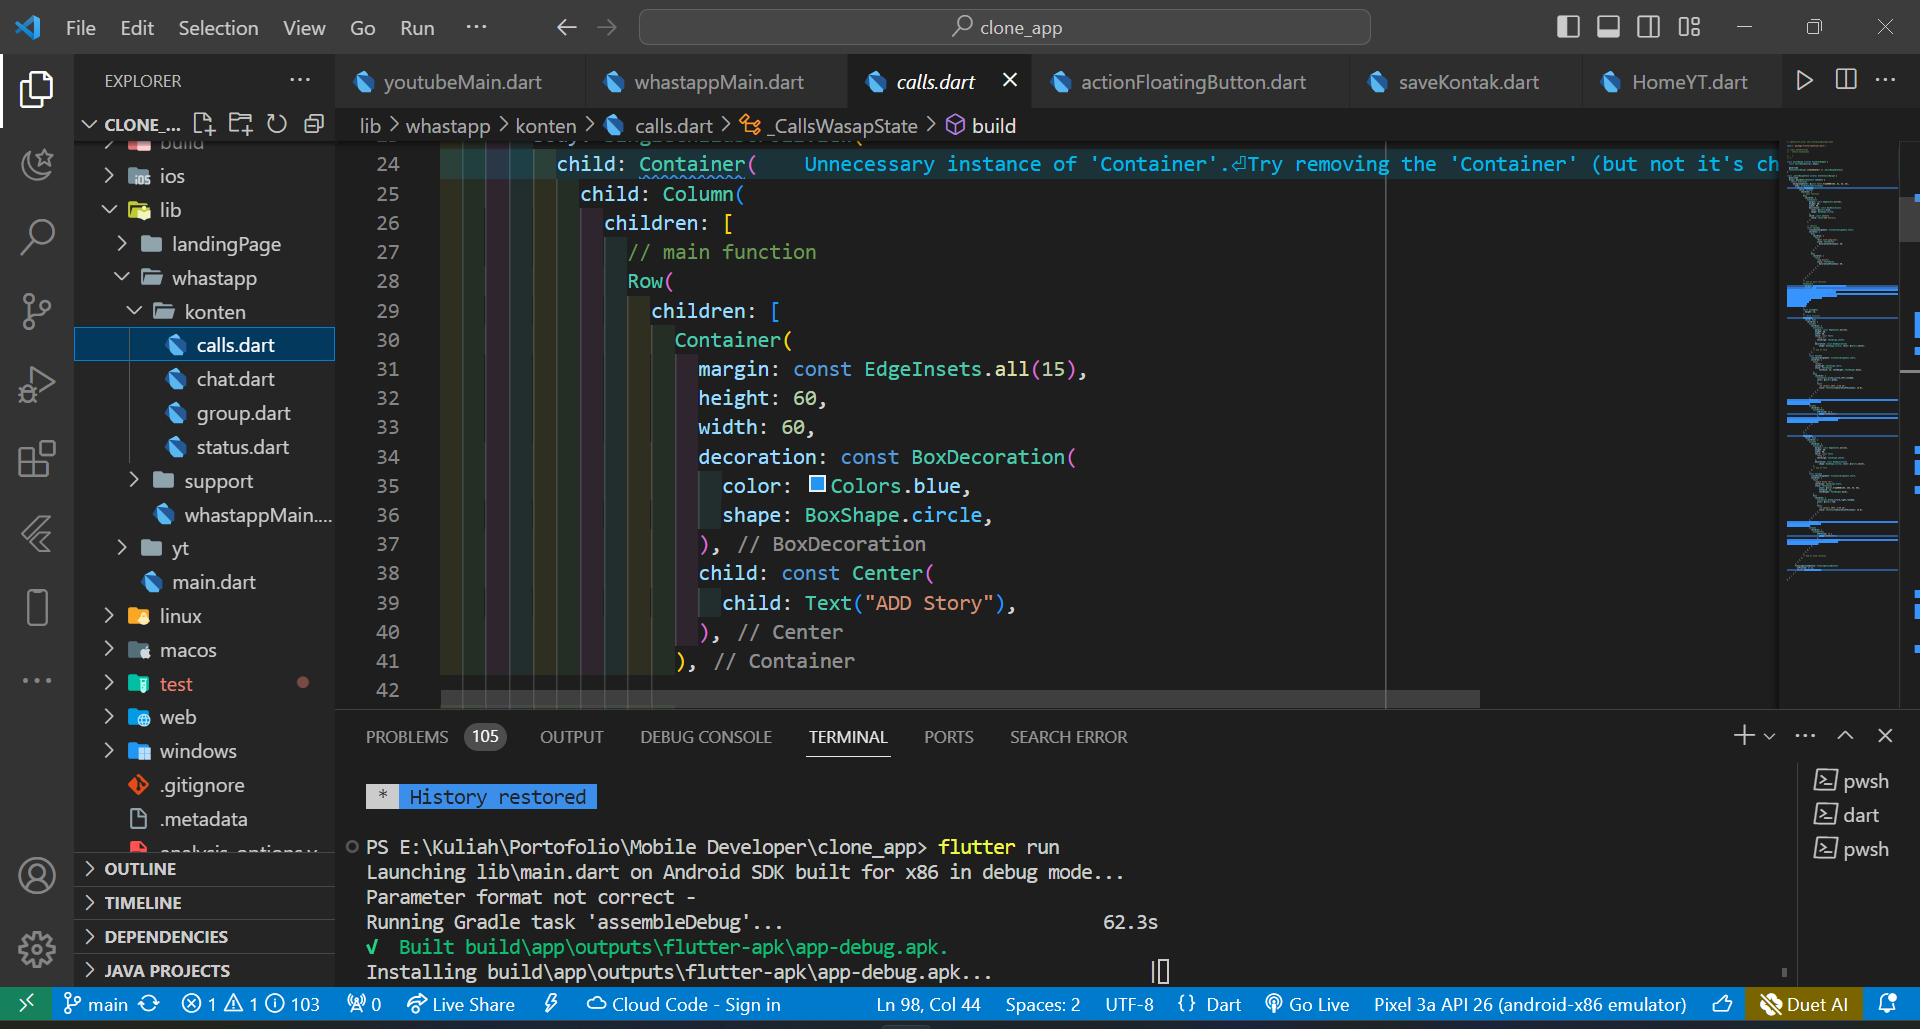 File Edit Selection View Go Run ··· clone_app
EXPLORER ···
youtubeMain.dart whastappMain.dart calls.dart actionFloatingButton.dart saveKontak.dart HomeYT.dart
CLONE_...
lib > whastapp > konten > calls.dart > _CallsWasapState > build
build
ios
lib
landingPage
whastapp
konten
calls.dart
chat.dart
group.dart
status.dart
support
whastappMain....
yt
main.dart
linux
macos
test
web
windows
.gitignore
.metadata
OUTLINE
TIMELINE
DEPENDENCIES
JAVA PROJECTS
24 child: Container( Unnecessary instance of 'Container'.⏎Try removing the 'Container' (but not it's ch
25 child: Column(
26 children: [
27 // main function
28 Row(
29 children: [
30 Container(
31 margin: const EdgeInsets.all(15),
32 height: 60,
33 width: 60,
34 decoration: const BoxDecoration(
35 color: Colors.blue,
36 shape: BoxShape.circle,
37 ), // BoxDecoration
38 child: const Center(
39 child: Text("ADD Story"),
40 ), // Center
41 ), // Container
42
PROBLEMS 105 OUTPUT DEBUG CONSOLE TERMINAL PORTS SEARCH ERROR
* History restored
PS E:\Kuliah\Portofolio\Mobile Developer\clone_app> flutter run
Launching lib\main.dart on Android SDK built for x86 in debug mode...
Parameter format not correct -
Running Gradle task 'assembleDebug'... 62.3s
√ Built build\app\outputs\flutter-apk\app-debug.apk.
Installing build\app\outputs\flutter-apk\app-debug.apk...
pwsh
dart
pwsh
main 1 1 103 0 Live Share Cloud Code - Sign in Ln 98, Col 44 Spaces: 2 UTF-8 {} Dart Go Live Pixel 3a API 26 (android-x86 emulator) Duet AI